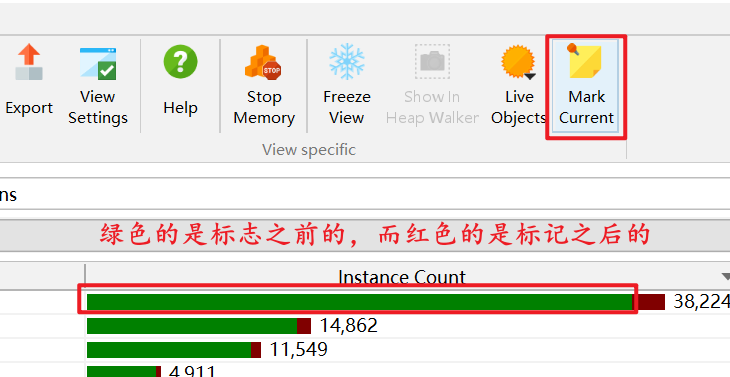 STOP
Export
View
Settings
Help
Stop
Memory
Freeze
View
Show In
Heap Walker
Live
Objects
Mark
Current
View specific
ns
绿色的是标志之前的，而红色的是标记之后的
Instance Count
38,224
14,862
11,549
4,911